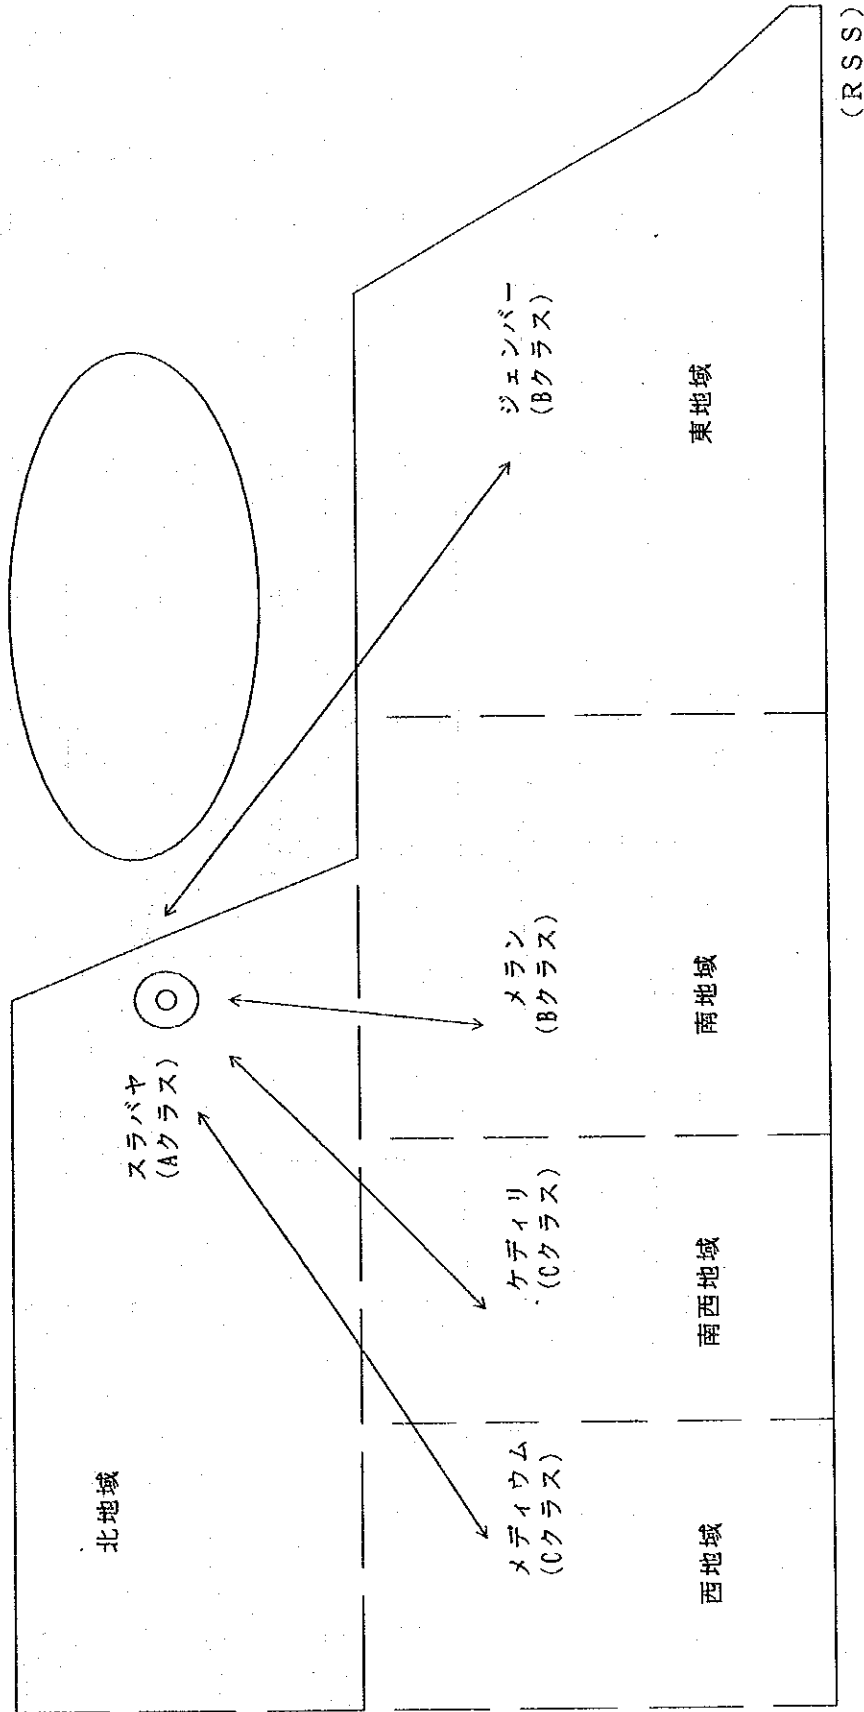 北地域
スラバヤ
(Aクラス)
メディウム
(Cクラス)
ケディリ
(Cクラス)
メラン
(Bクラス)
ジェンバー
(Bクラス)
西地域
南西地域
南地域
東地域
(RSS)